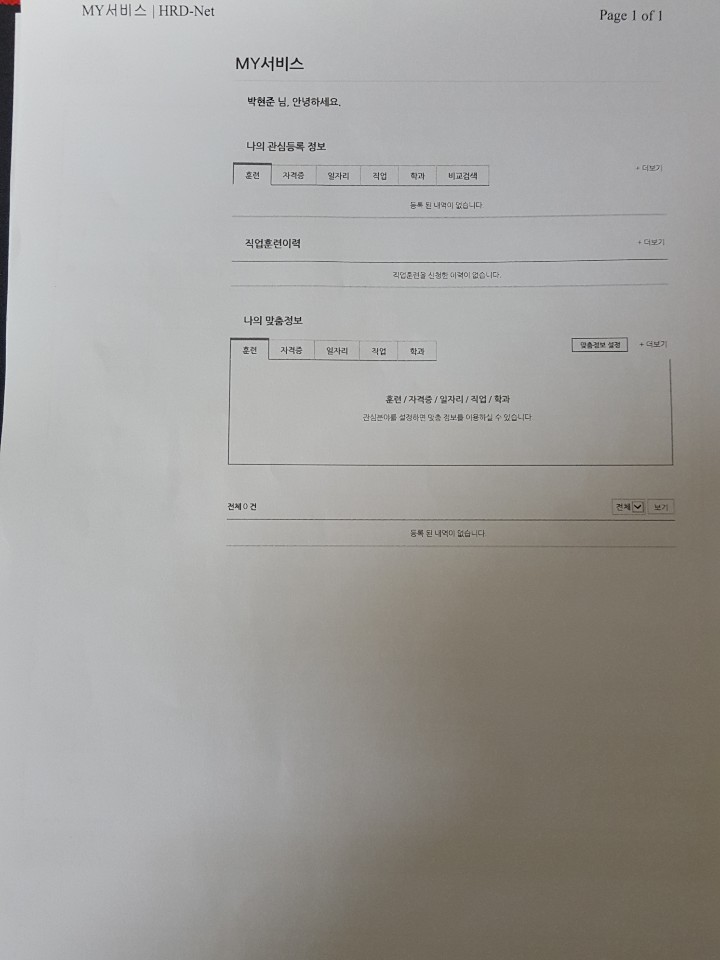 MY서비스 | HRD-Net
Page 1 of 1
MY서비스
박현준 님, 안녕하세요.
나의 관심등록 정보
훈련 자격증 일자리 직업 학과 비교검색 + 더보기
등록 된 내역이 없습니다
직업훈련이력 + 더보기
직업훈련을 신청한 이력이 없습니다.
나의 맞춤정보
훈련 자격증 일자리 직업 학과 맞춤정보 설정 + 더보기
훈련 / 자격증 / 일자리 / 직업 / 학과
관심분야를 설정하면 맞춤 정보를 이용하실 수 있습니다
전체 0 건 전체 보기
등록 된 내역이 없습니다